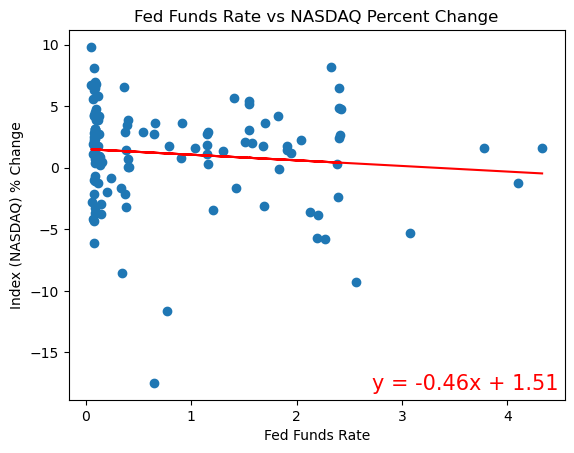 Fed Funds Rate vs NASDAQ Percent Change
Index (NASDAQ) % Change
10
5
0
−5
−10
−15
y = -0.46x + 1.51
0 1 2 3 4
Fed Funds Rate